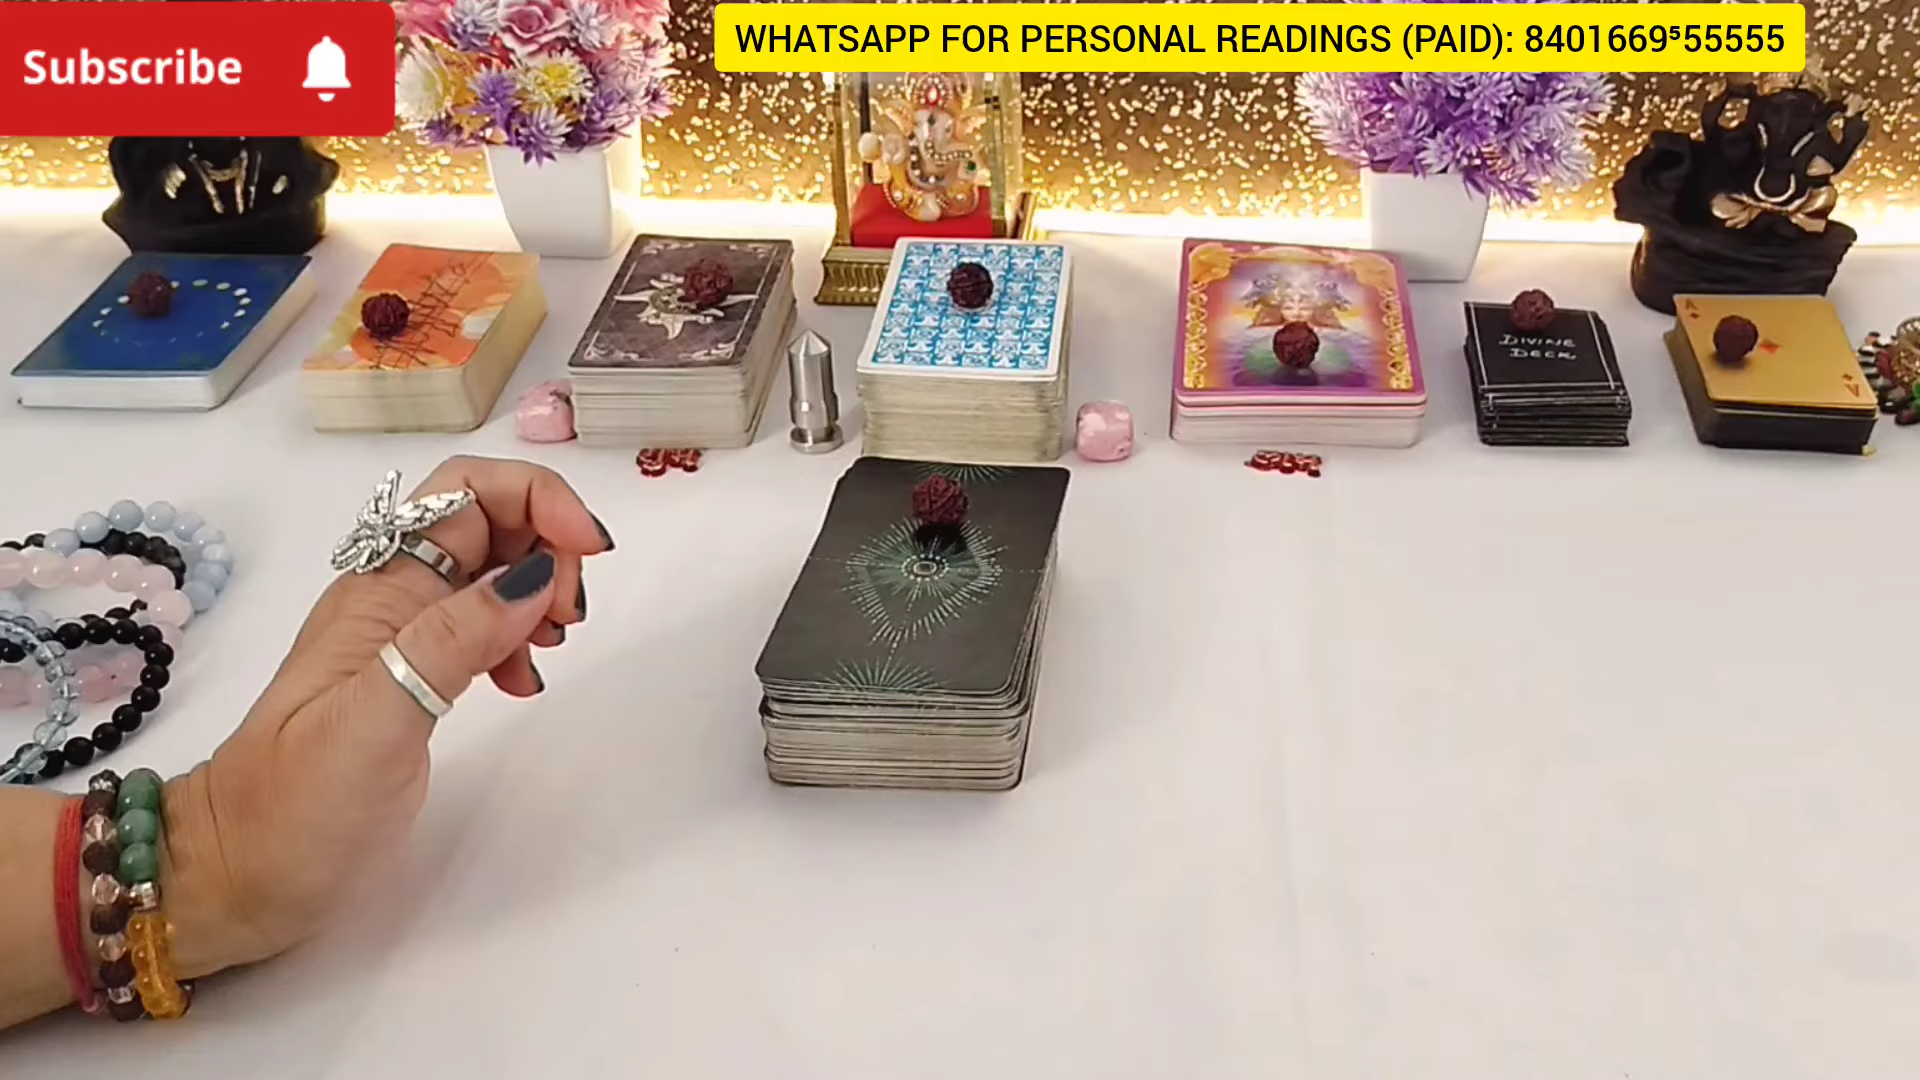 WHATSAPP FOR PERSONAL READINGS (PAID): 8401669⁵55555
Subscribe
DIVINE
DECK
A
A